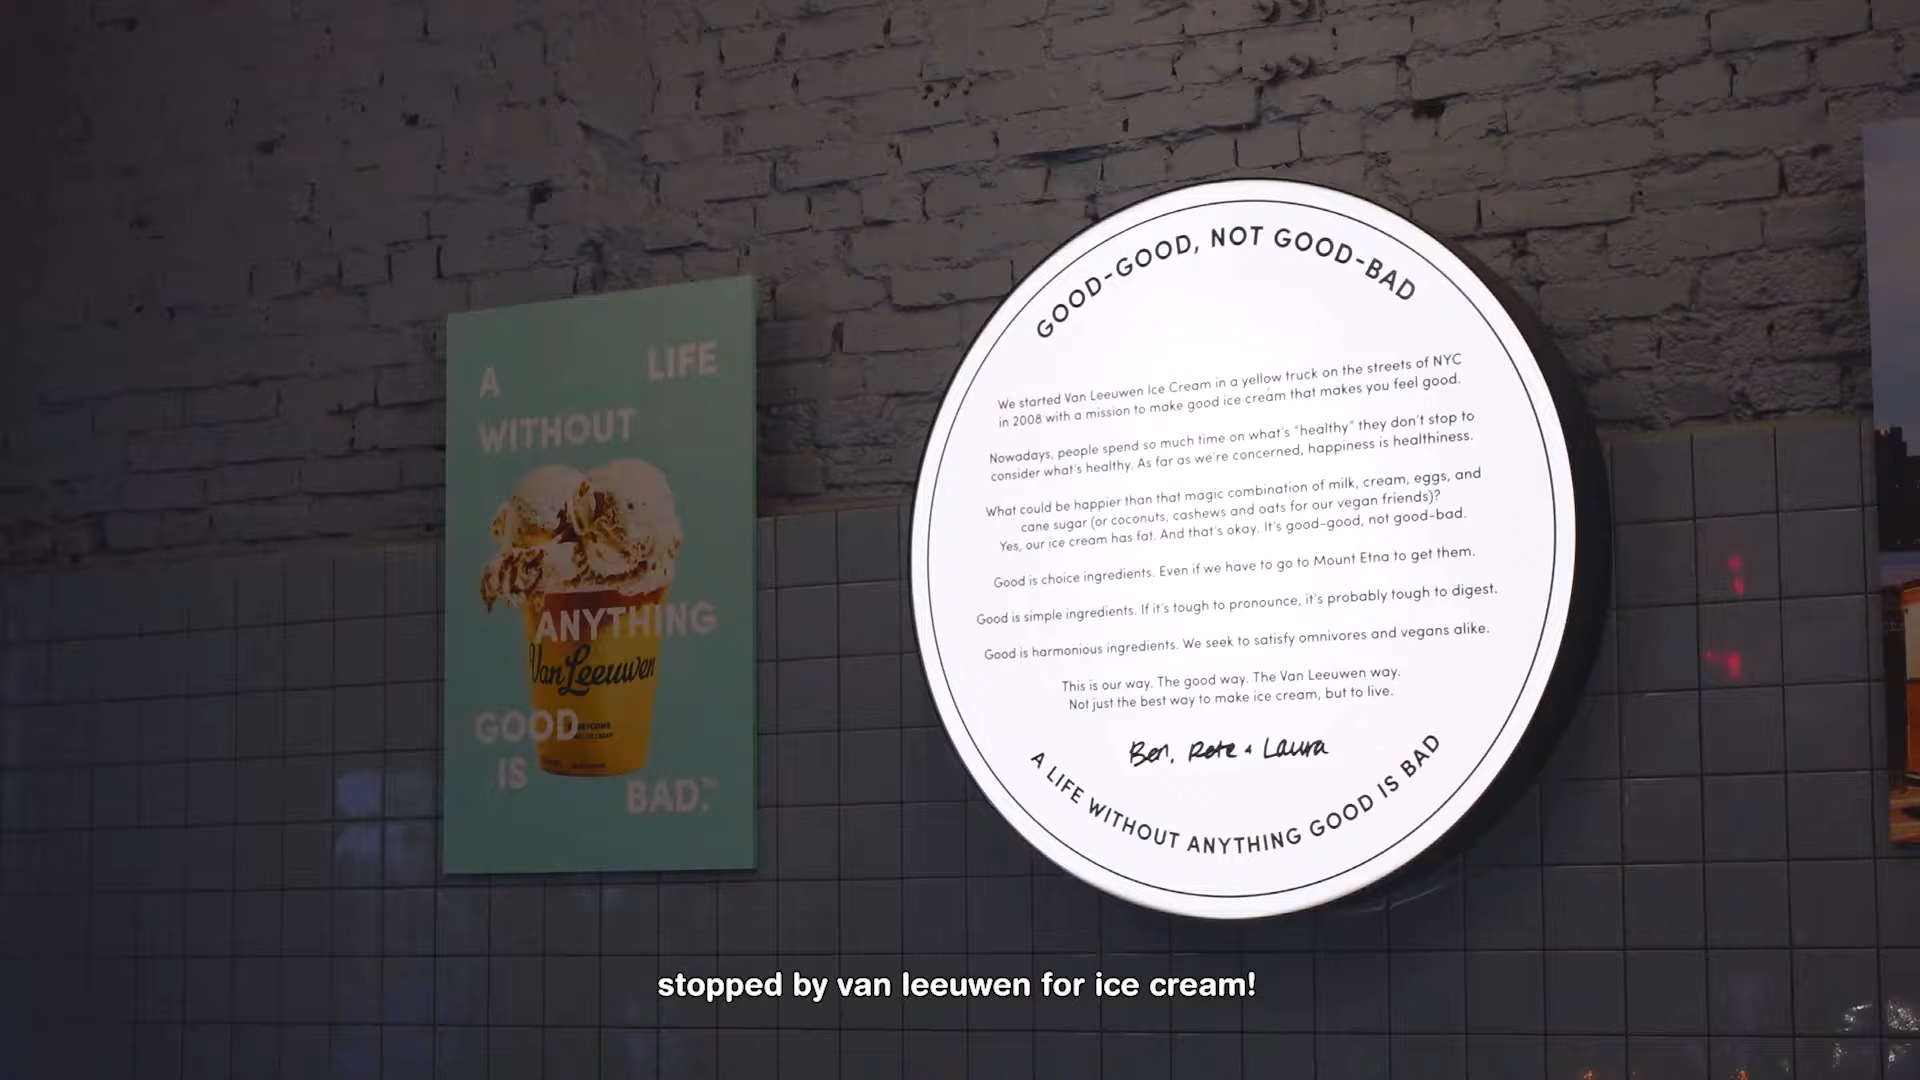 A LIFE
WITHOUT
ANYTHING
Van Leeuwen
GOOD
IS
BAD.™
GOOD-GOOD, NOT GOOD-BAD
We started Van Leeuwen Ice Cream in a yellow truck on the streets of NYC
in 2008 with a mission to make good ice cream that makes you feel good.
Nowadays, people spend so much time on what's "healthy" they don't stop to
consider what's healthy. As far as we're concerned, happiness is healthiness.
What could be happier than that magic combination of milk, cream, eggs, and
cane sugar (or coconuts, cashews and oats for our vegan friends)?
Yes, our ice cream has fat. And that's okay. It's good-good, not good-bad.
Good is choice ingredients. Even if we have to go to Mount Etna to get them.
Good is simple ingredients. If it's tough to pronounce, it's probably tough to digest.
Good is harmonious ingredients. We seek to satisfy omnivores and vegans alike.
This is our way. The good way. The Van Leeuwen way.
Not just the best way to make ice cream, but to live.
Ben, Pete + Laura
A LIFE WITHOUT ANYTHING GOOD IS BAD
stopped by van leeuwen for ice cream!